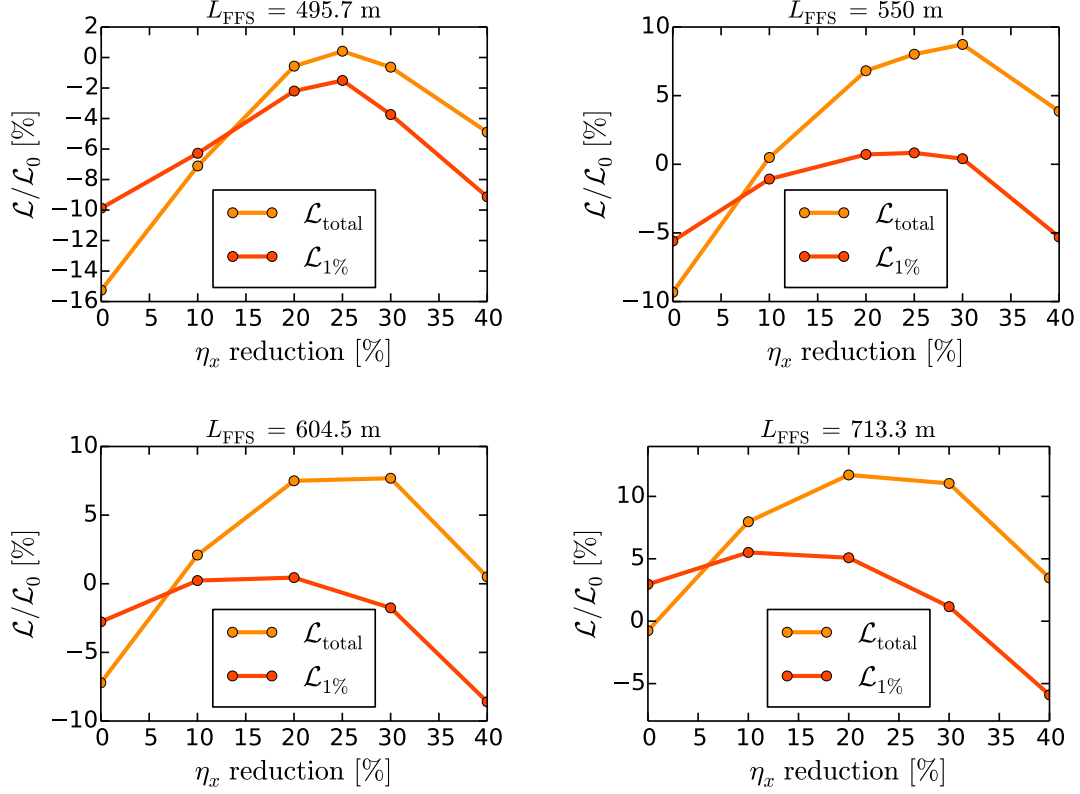 L_FFS = 495.7 m
2
0
−2
−4
−6
−8
−10
−12
−14
−16
ℒ/ℒ₀ [%]
ℒ_total
ℒ_1%
0 5 10 15 20 25 30 35 40
η_x reduction [%]
L_FFS = 550 m
10
5
0
−5
−10
ℒ/ℒ₀ [%]
ℒ_total
ℒ_1%
0 5 10 15 20 25 30 35 40
η_x reduction [%]
L_FFS = 604.5 m
10
5
0
−5
−10
ℒ/ℒ₀ [%]
ℒ_total
ℒ_1%
0 5 10 15 20 25 30 35 40
η_x reduction [%]
L_FFS = 713.3 m
10
5
0
−5
ℒ/ℒ₀ [%]
ℒ_total
ℒ_1%
0 5 10 15 20 25 30 35 40
η_x reduction [%]